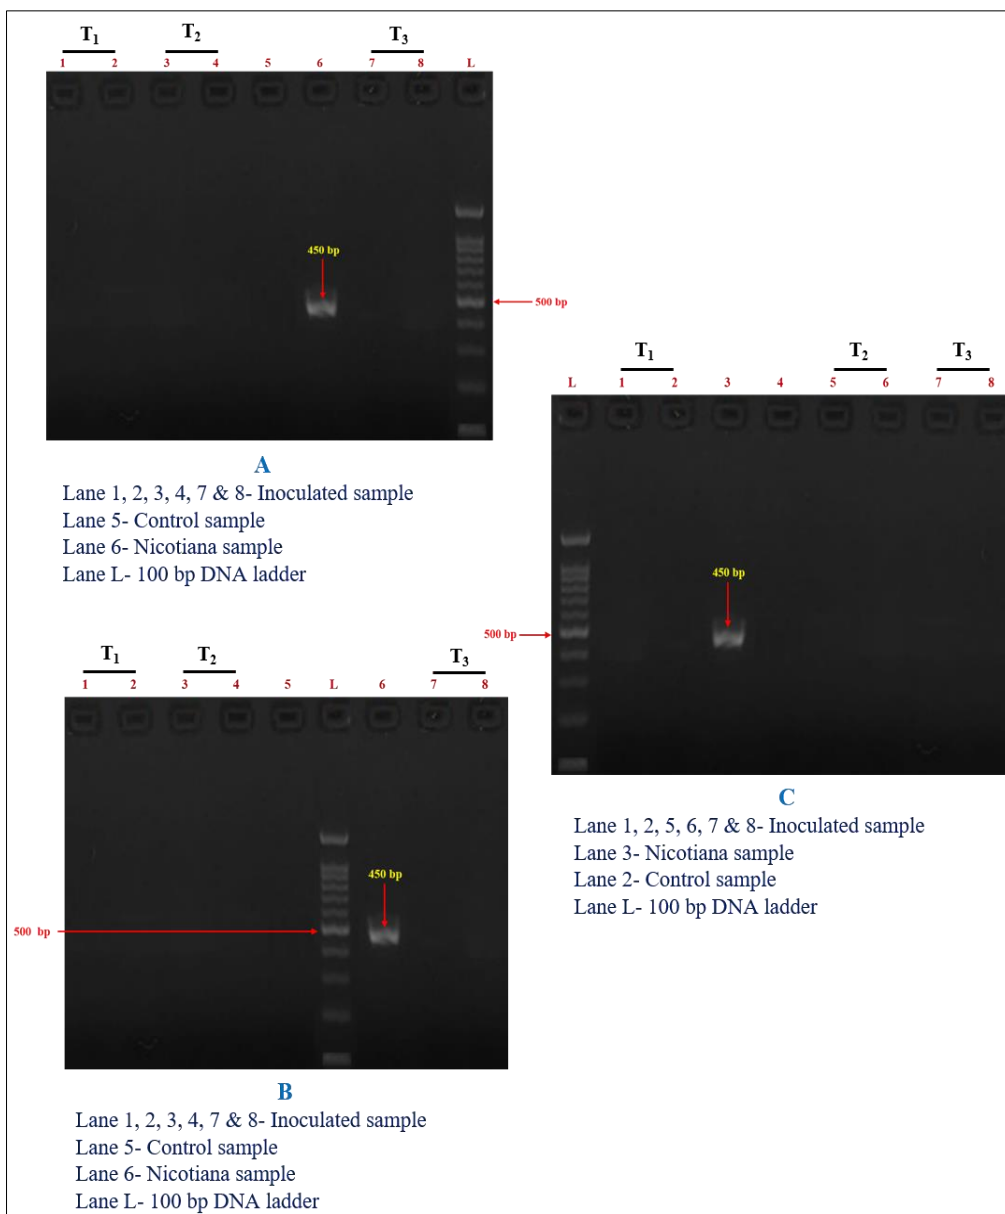 T₁ T₂ T₃
1 2 3 4 5 6 7 8 L
450 bp
500 bp
A
Lane 1, 2, 3, 4, 7 & 8- Inoculated sample
Lane 5- Control sample
Lane 6- Nicotiana sample
Lane L- 100 bp DNA ladder
T₁ T₂ T₃
L 1 2 3 4 5 6 7 8
450 bp
500 bp
C
Lane 1, 2, 5, 6, 7 & 8- Inoculated sample
Lane 3- Nicotiana sample
Lane 2- Control sample
Lane L- 100 bp DNA ladder
T₁ T₂ T₃
1 2 3 4 5 L 6 7 8
450 bp
500 bp
B
Lane 1, 2, 3, 4, 7 & 8- Inoculated sample
Lane 5- Control sample
Lane 6- Nicotiana sample
Lane L- 100 bp DNA ladder